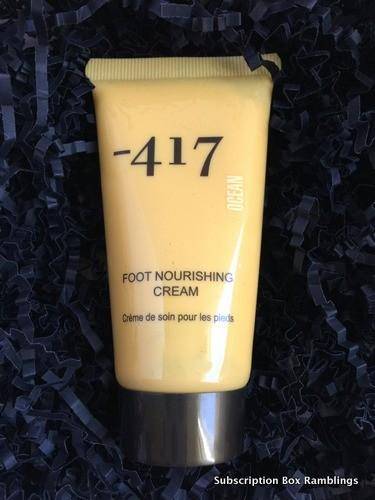 -417
OCEAN
FOOT NOURISHING
CREAM
Crème de soin pour les pieds
Subscription Box Ramblings